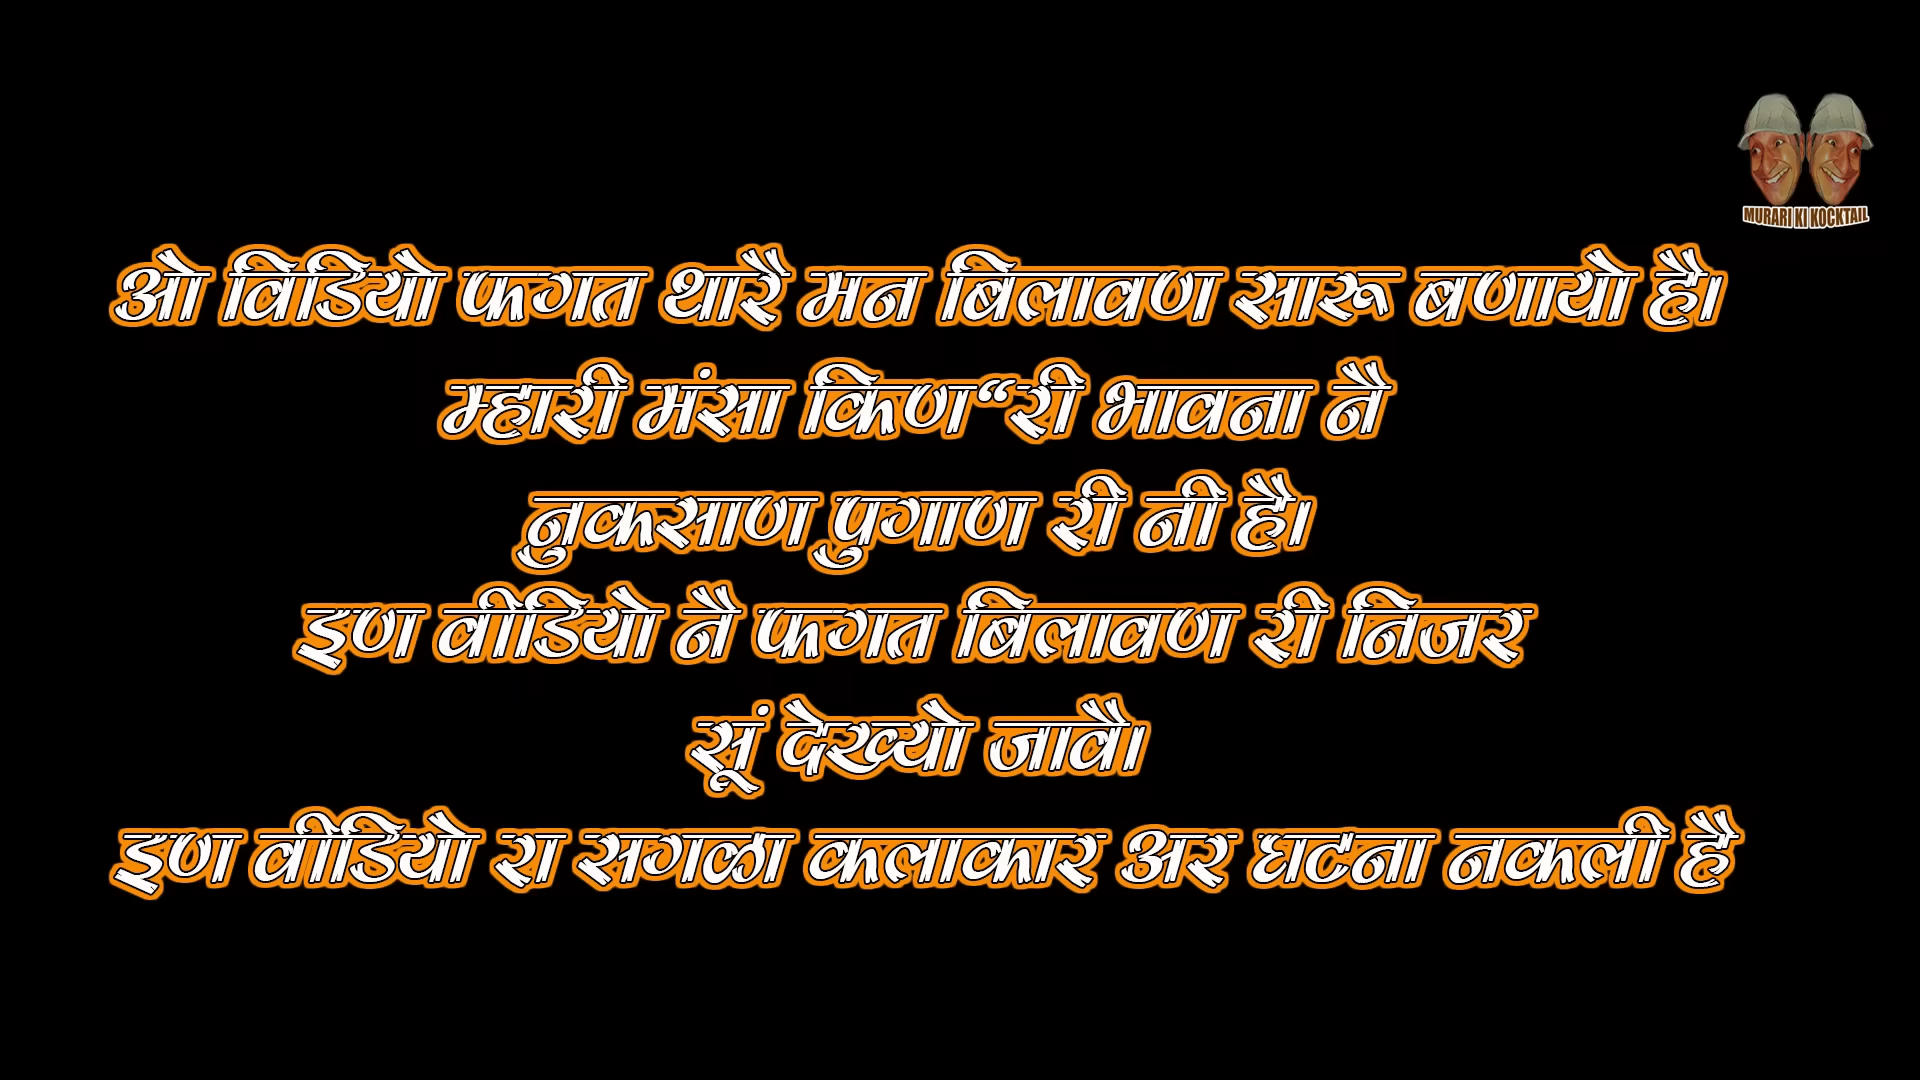 MURARI KI KOCKTAIL
ओ विडियो फगत थारै मन बिलावण सारू बणायो है।
म्हारी मंसा किण“री भावना नै
नुकसाण पुगाण री नी है।
इण वीडियो नै फगत बिलावण री निजर
सूं देख्यो जावै।
इण वीडियो रा सगळा कलाकार अर घटना नकली है